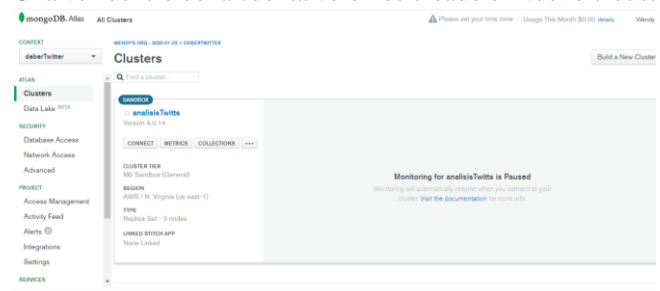 mongoDB. Atlas All Clusters Please set your time zone Usage This Month $0.00 details Wendy
CONTEXT
deberTwitter
ATLAS
Clusters
Data Lake BETA
SECURITY
Database Access
Network Access
Advanced
PROJECT
Access Management
Activity Feed
Alerts
Integrations
Settings
SERVICES
WENDY'S ORG - 2020-01-02 > DEBERTWITTER
Clusters
Build a New Cluster
Find a cluster...
SANDBOX
analisisTwitts
Version 4.0.14
CONNECT METRICS COLLECTIONS ...
CLUSTER TIER
M0 Sandbox (General)
REGION
AWS / N. Virginia (us-east-1)
TYPE
Replica Set - 3 nodes
LINKED STITCH APP
None Linked
Monitoring for analisisTwitts is Paused
Monitoring will automatically resume when you connect to your
cluster. Visit the documentation for more info.